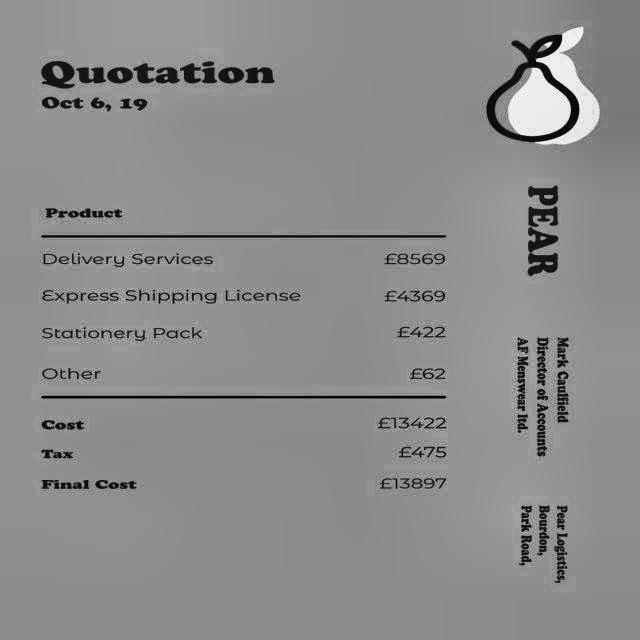 Quotation
Oct 6, 19
Product
Delivery Services £8569
Express Shipping License £4369
Stationery Pack £422
Other £62
Cost £13422
Tax £475
Final Cost £13897
PEAR
Mark Caulfield
Director of Accounts
AF Menswear ltd.
Pear Logistics,
Bourdon,
Park Road,